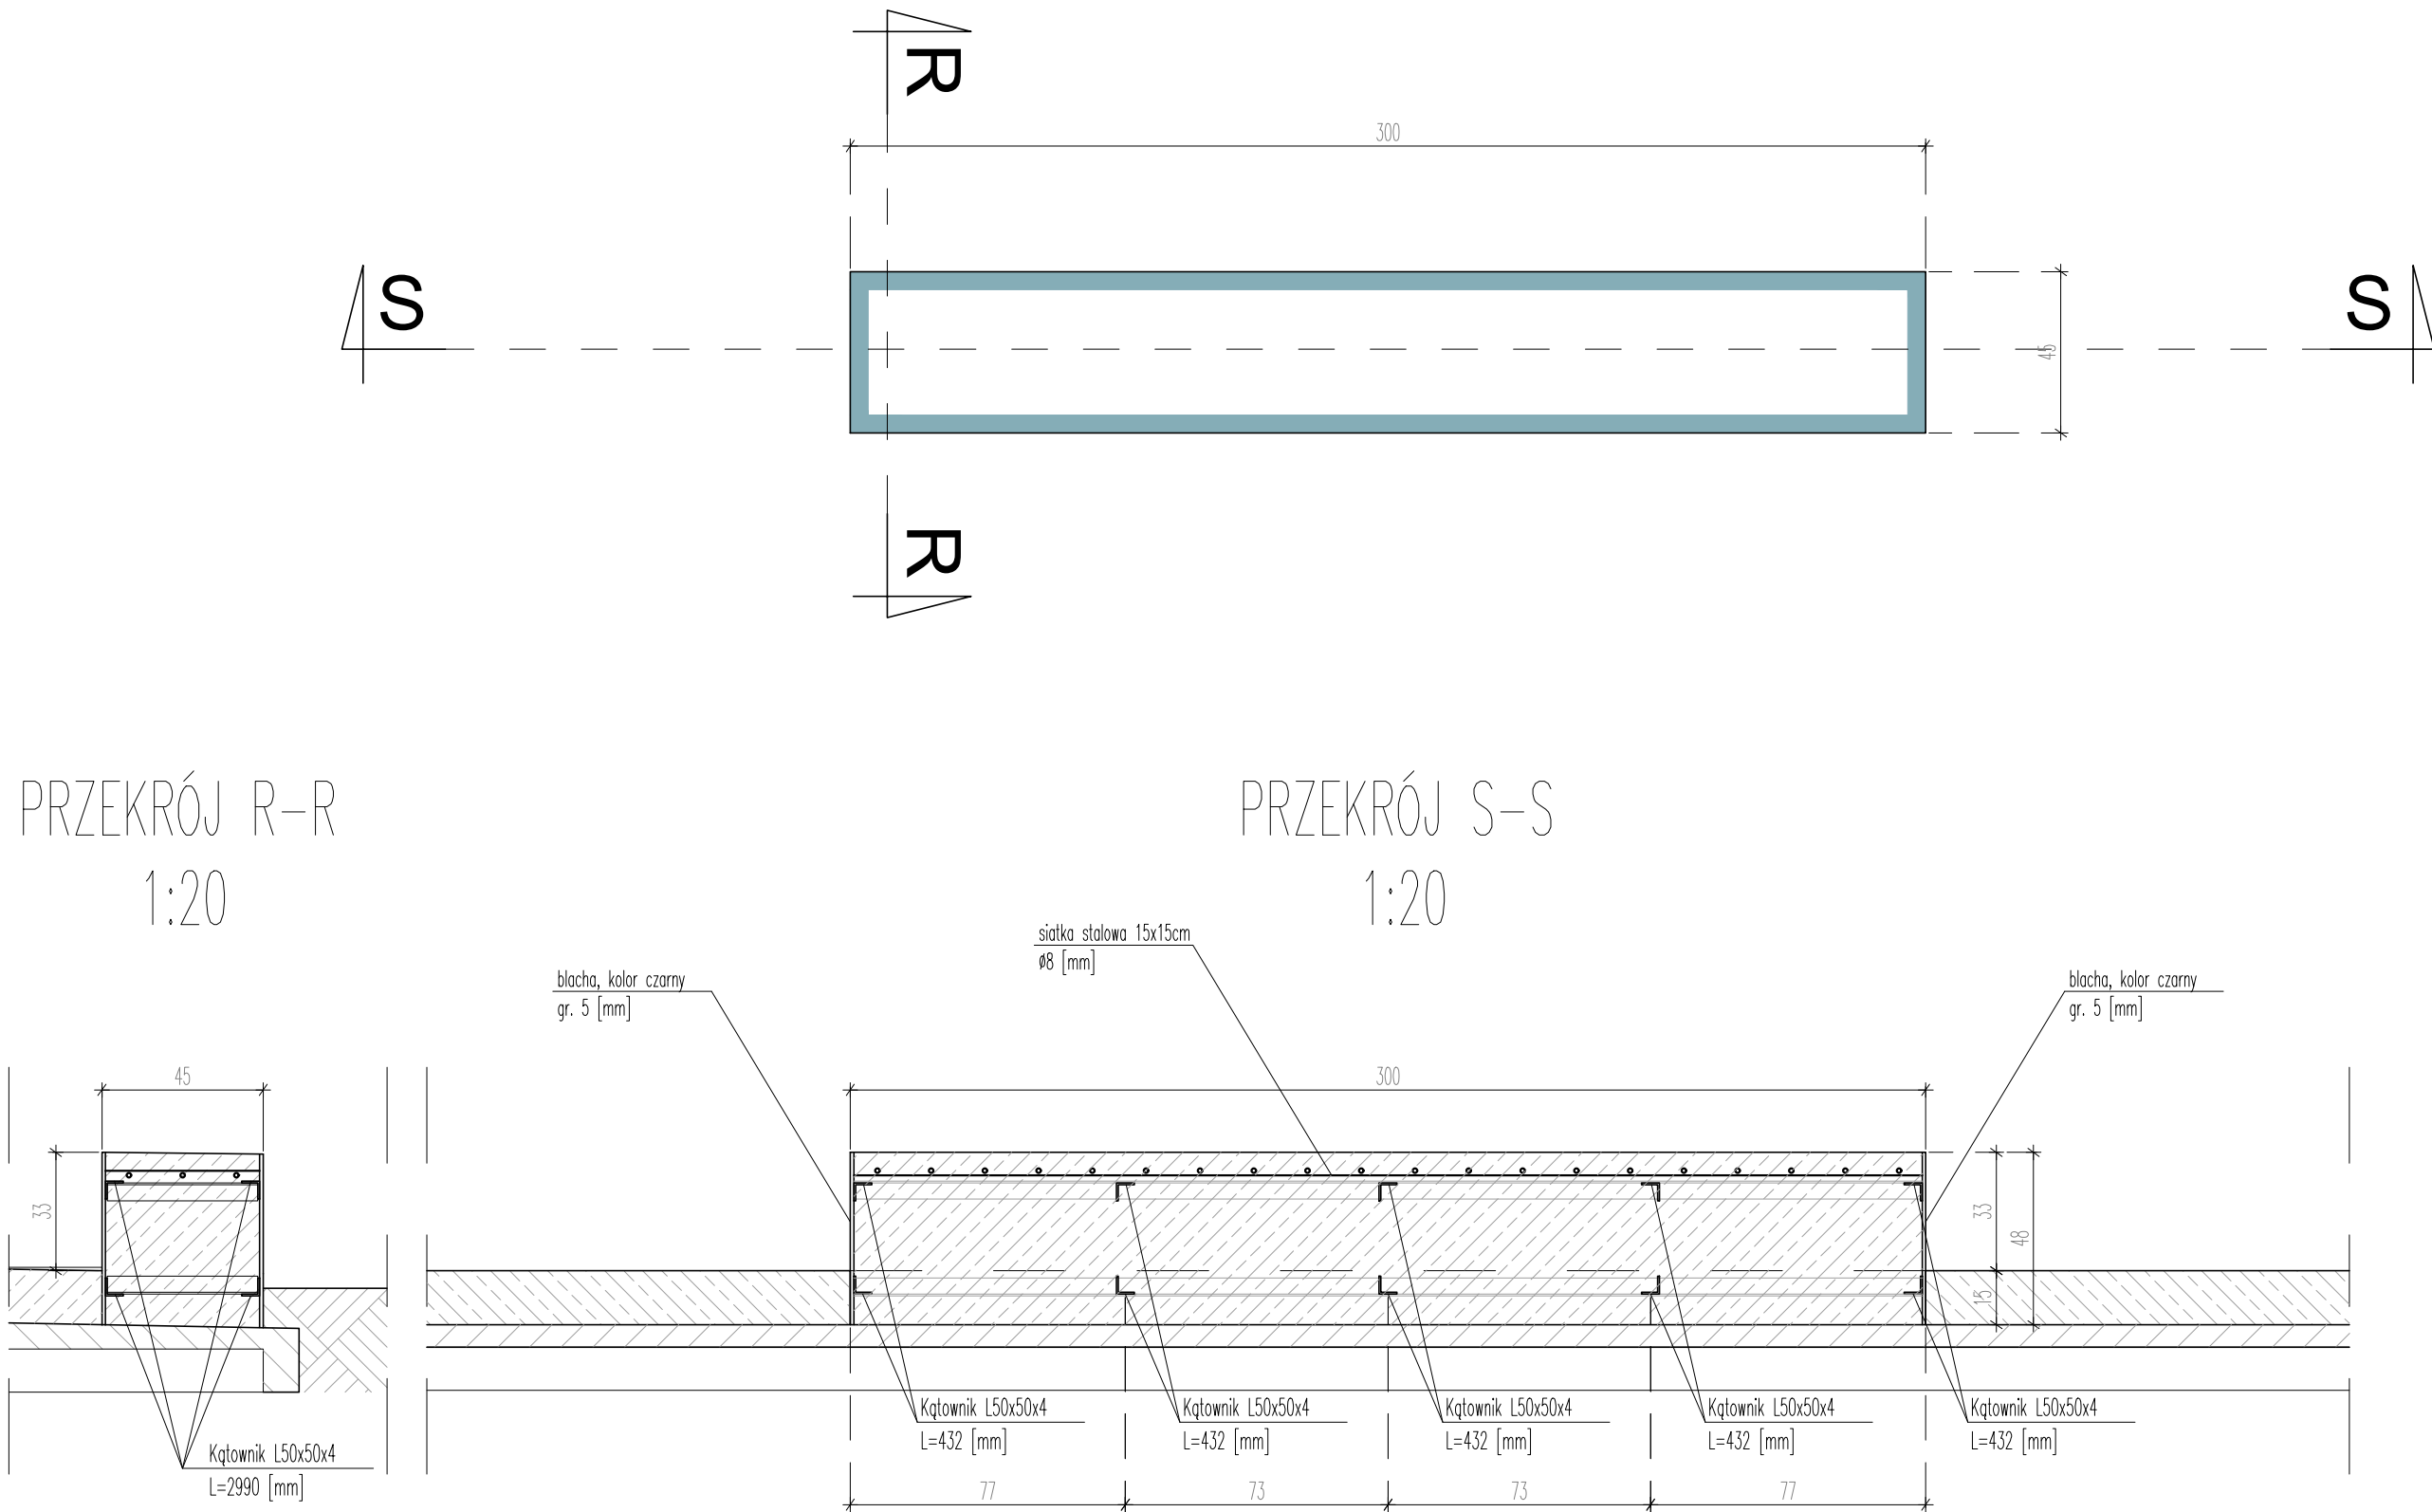 R
300
S
S
45
R
PRZEKRÓJ R-R
1:20
PRZEKRÓJ S-S
1:20
siatka stalowa 15x15cm
ø8 [mm]
blacha, kolor czarny
gr. 5 [mm]
blacha, kolor czarny
gr. 5 [mm]
45
300
33
33
48
15
Kątownik L50x50x4
L=432 [mm]
Kątownik L50x50x4
L=432 [mm]
Kątownik L50x50x4
L=432 [mm]
Kątownik L50x50x4
L=432 [mm]
Kątownik L50x50x4
L=432 [mm]
Kątownik L50x50x4
L=2990 [mm]
77
73
73
77